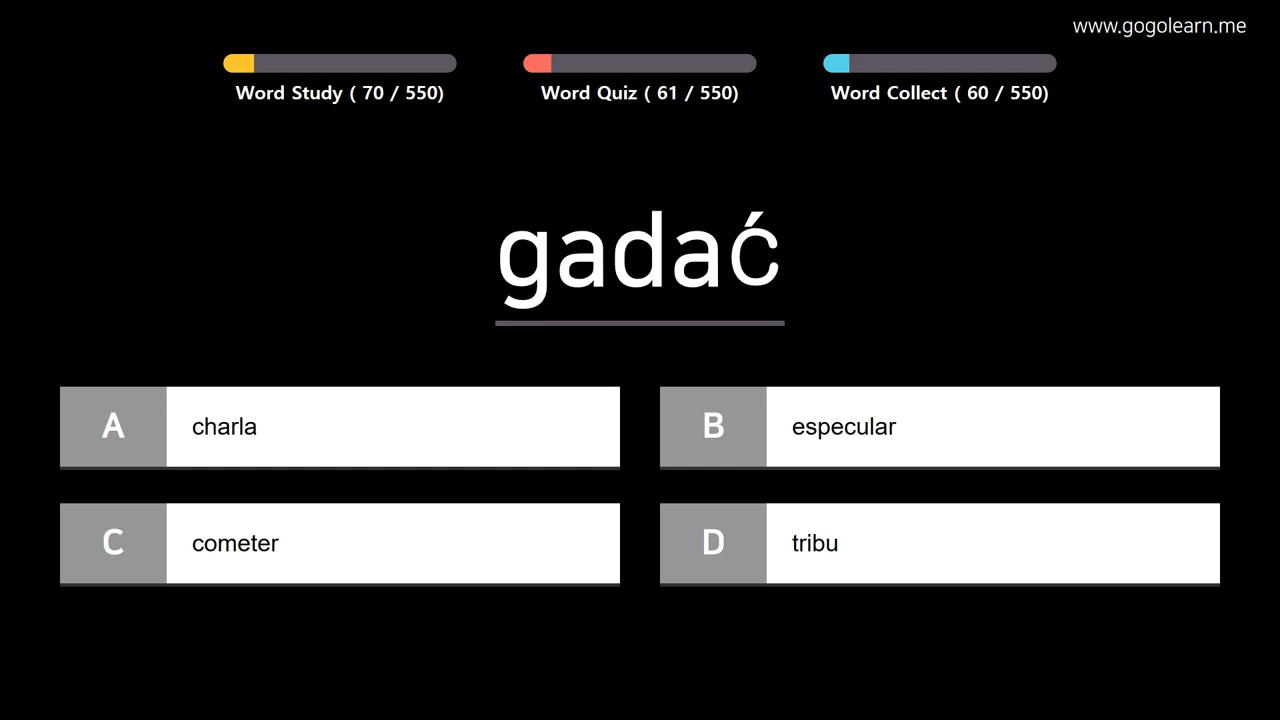 www.gogolearn.me
Word Study ( 70 / 550)
Word Quiz ( 61 / 550)
Word Collect ( 60 / 550)
gadać
A charla
B especular
C cometer
D tribu